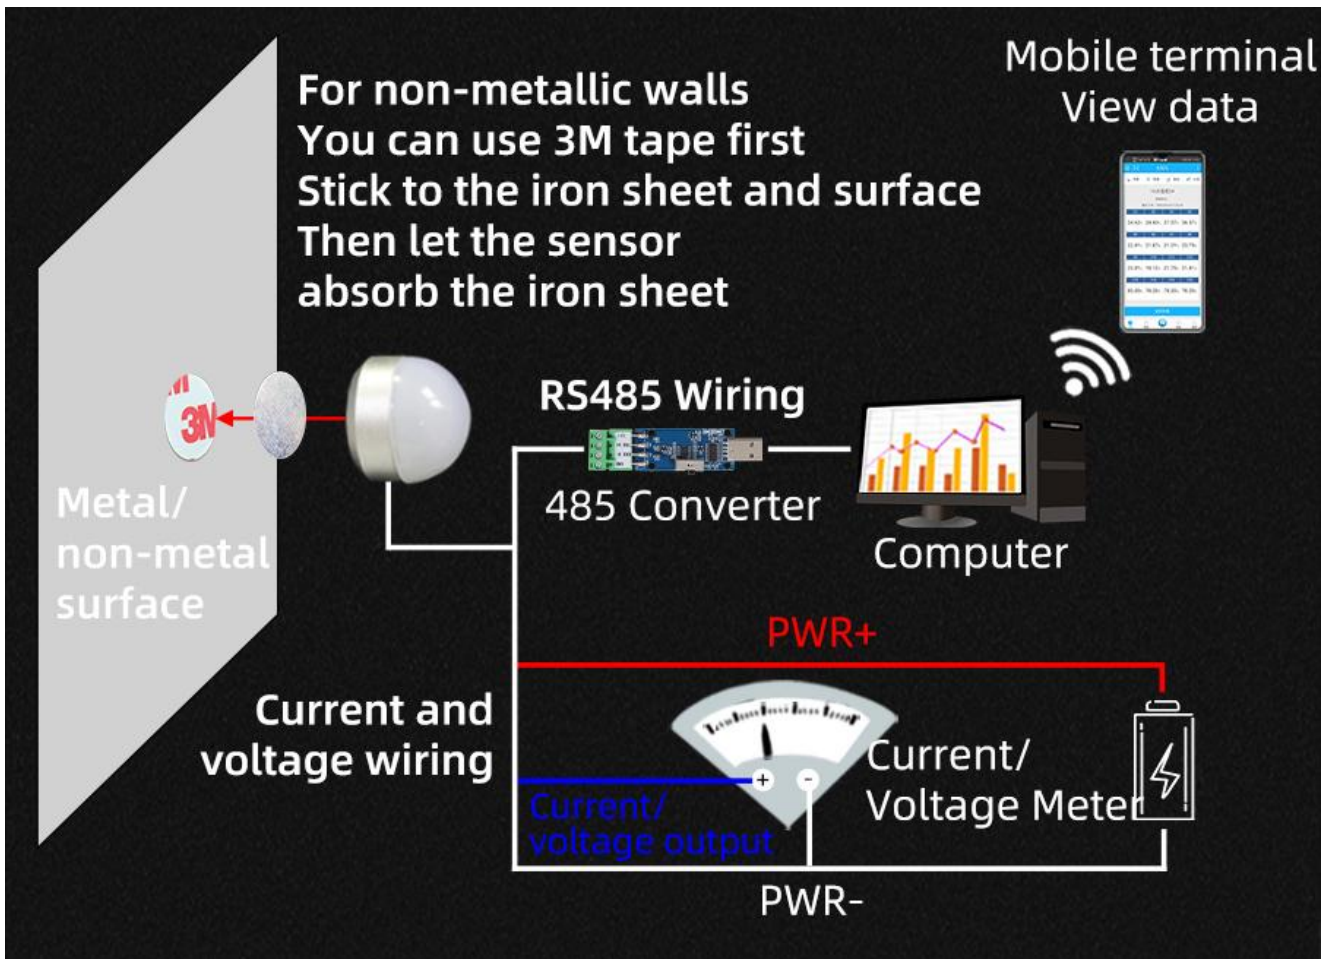 For non-metallic walls
You can use 3M tape first
Stick to the iron sheet and surface
Then let the sensor
absorb the iron sheet
Mobile terminal
View data
3M
RS485 Wiring
485 Converter
Computer
Metal/
non-metal
surface
PWR+
Current and
voltage wiring
Current/
Voltage Meter
+ -
Current/
voltage output
PWR-